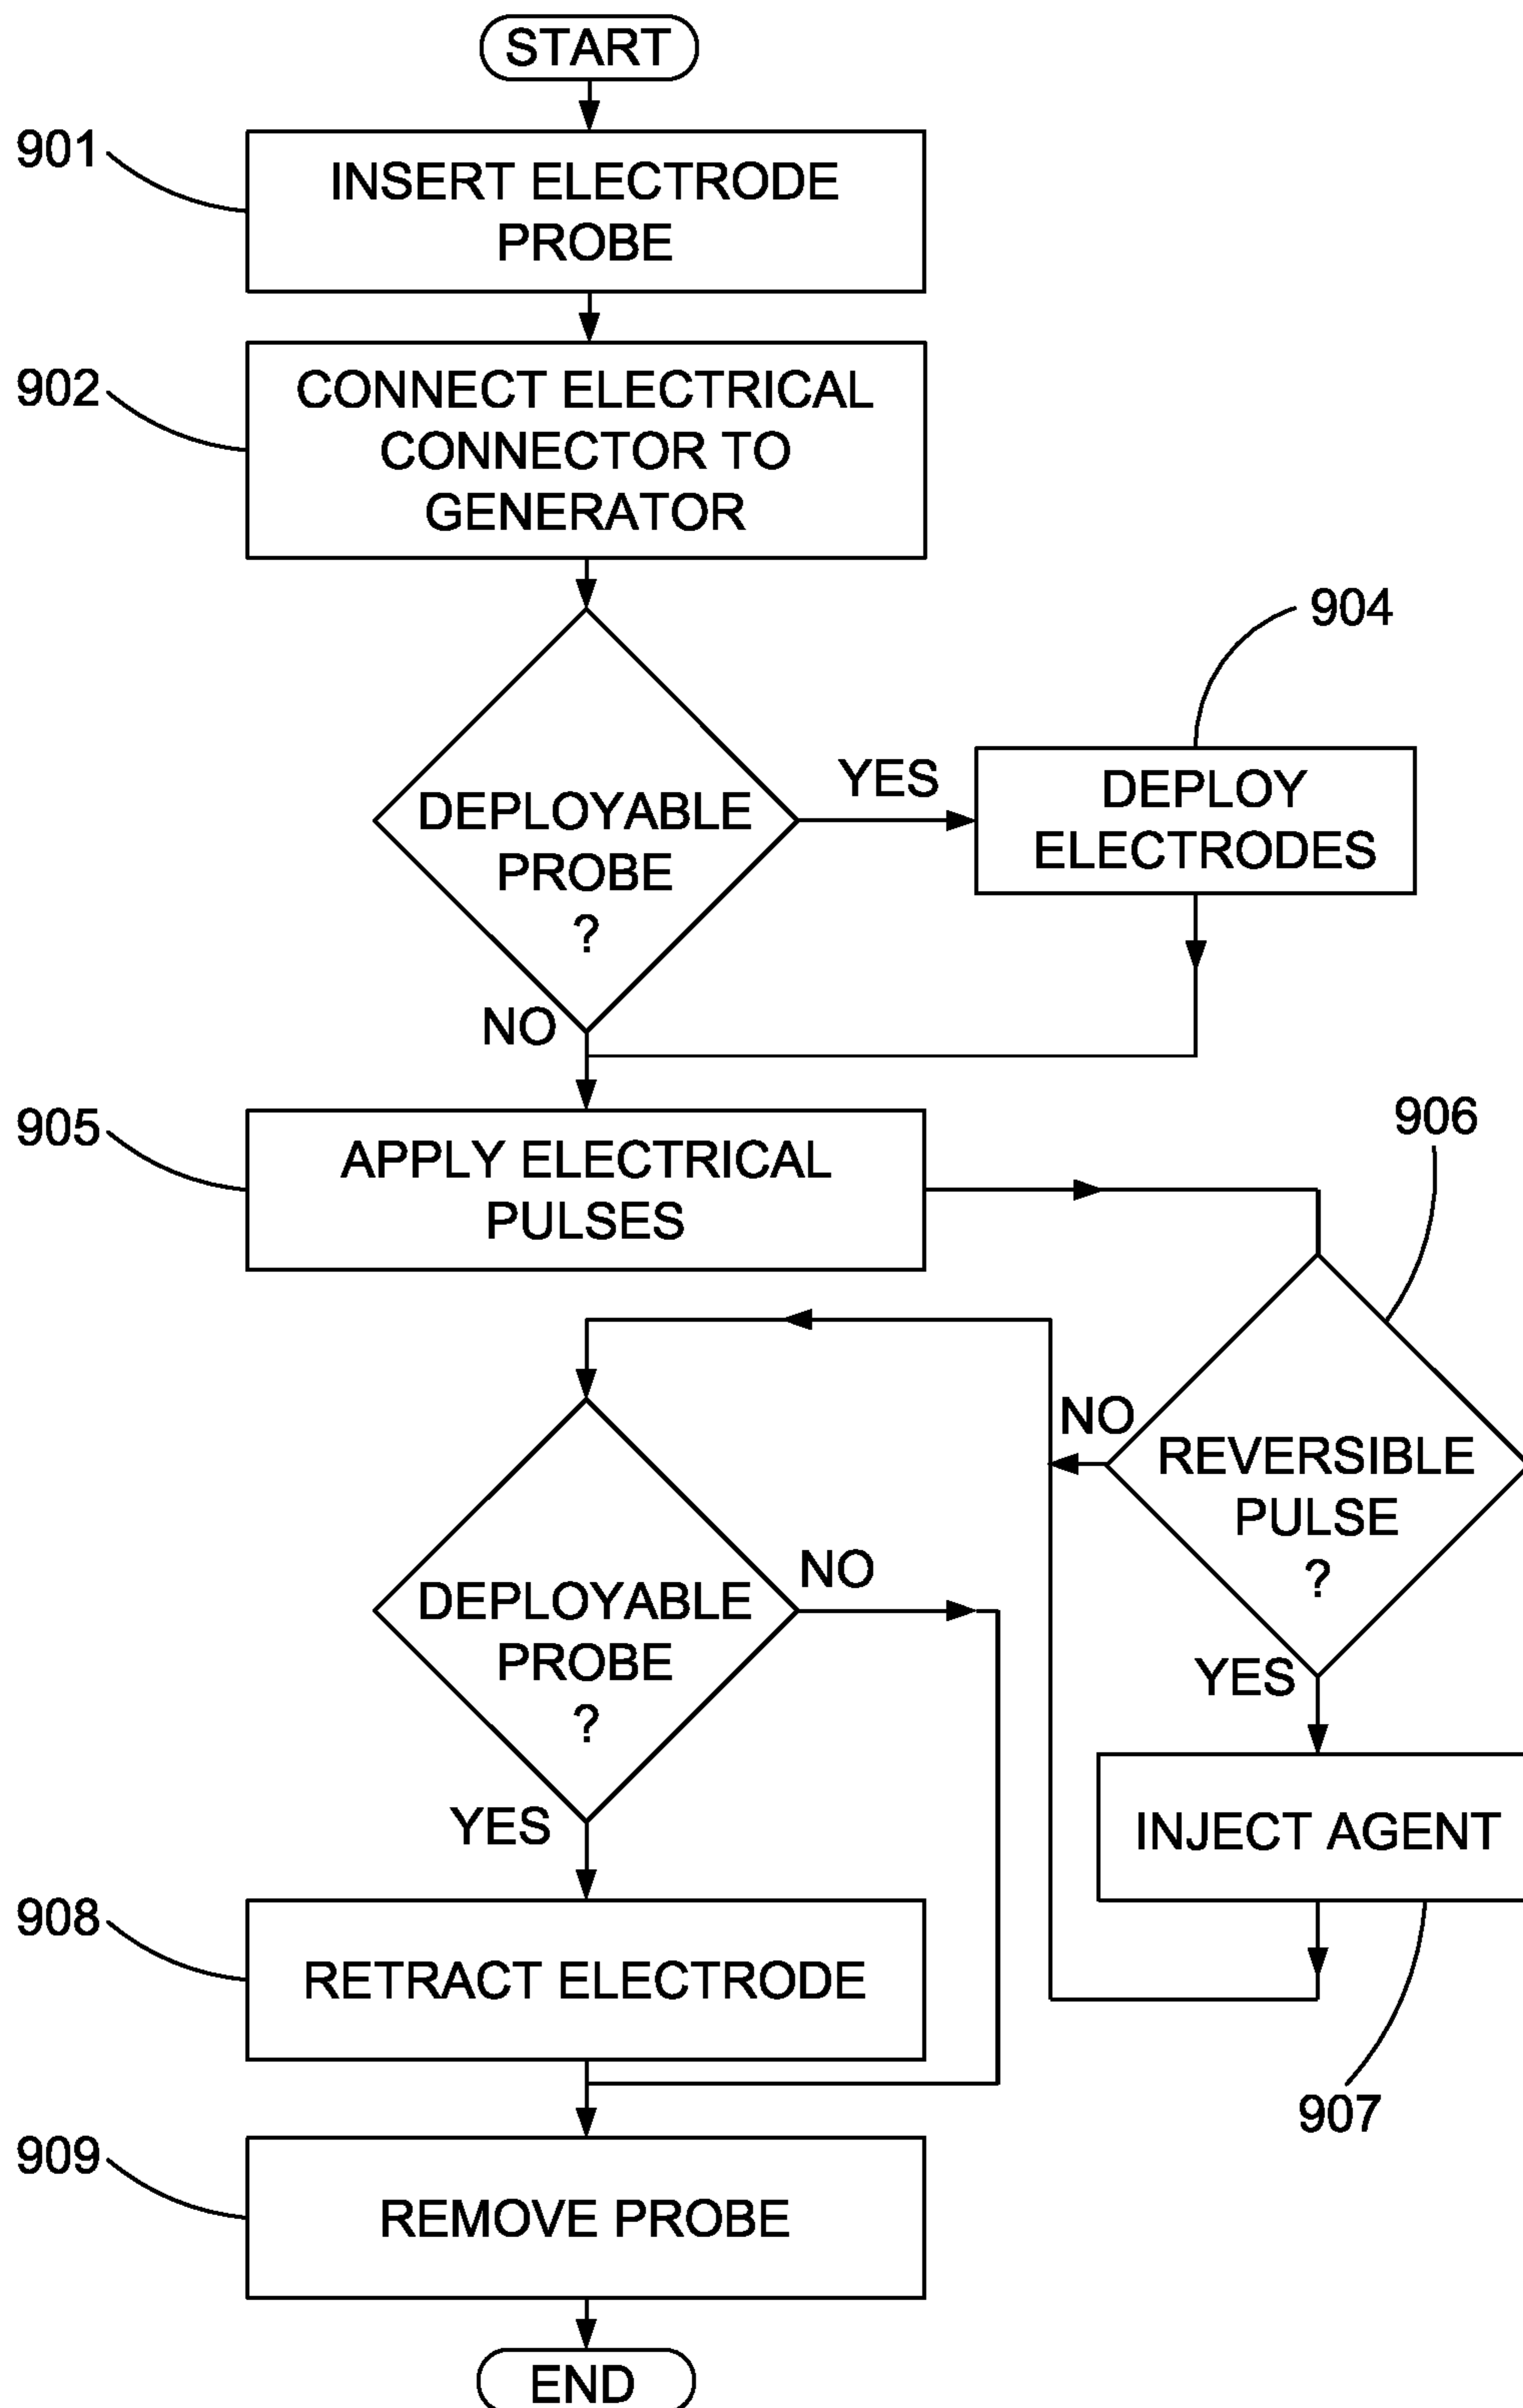 START
901
INSERT ELECTRODE
PROBE
902
CONNECT ELECTRICAL
CONNECTOR TO
GENERATOR
904
DEPLOYABLE
PROBE
?
YES
DEPLOY
ELECTRODES
NO
905
APPLY ELECTRICAL
PULSES
906
REVERSIBLE
PULSE
?
NO
YES
INJECT AGENT
907
DEPLOYABLE
PROBE
?
NO
YES
908
RETRACT ELECTRODE
909
REMOVE PROBE
END